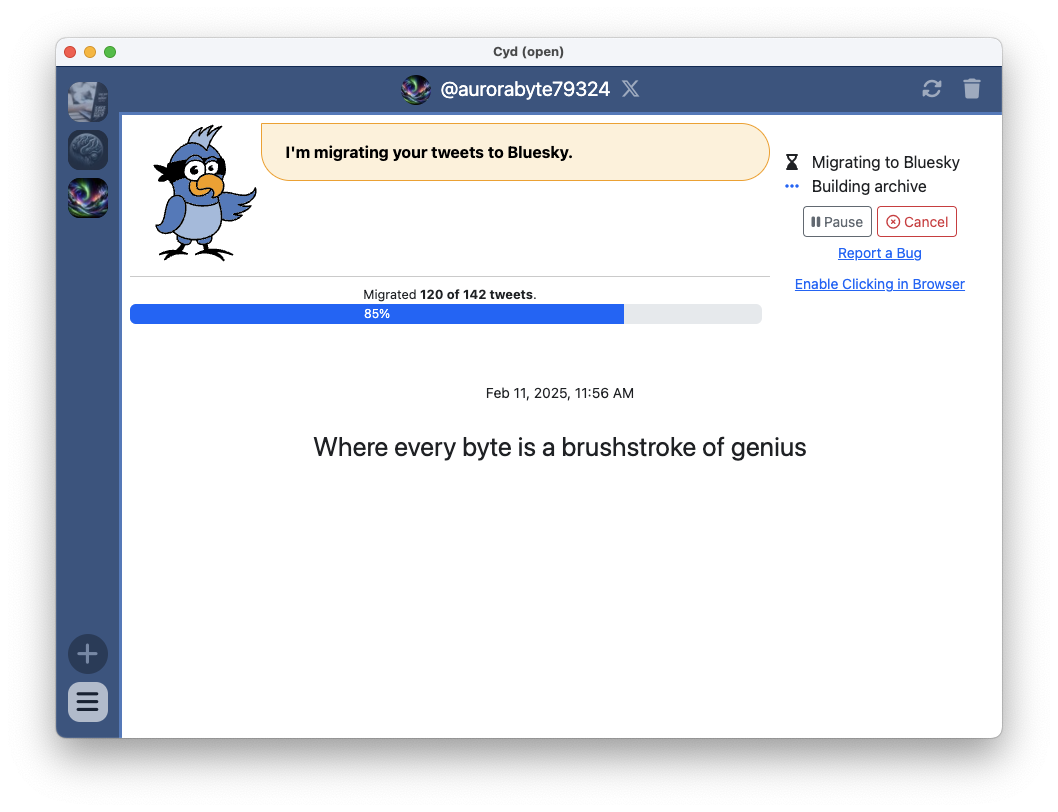 Cyd (open)
@aurorabyte79324
I'm migrating your tweets to Bluesky.
Migrating to Bluesky
Building archive
Pause
Cancel
Report a Bug
Enable Clicking in Browser
Migrated 120 of 142 tweets.
85%
Feb 11, 2025, 11:56 AM
Where every byte is a brushstroke of genius